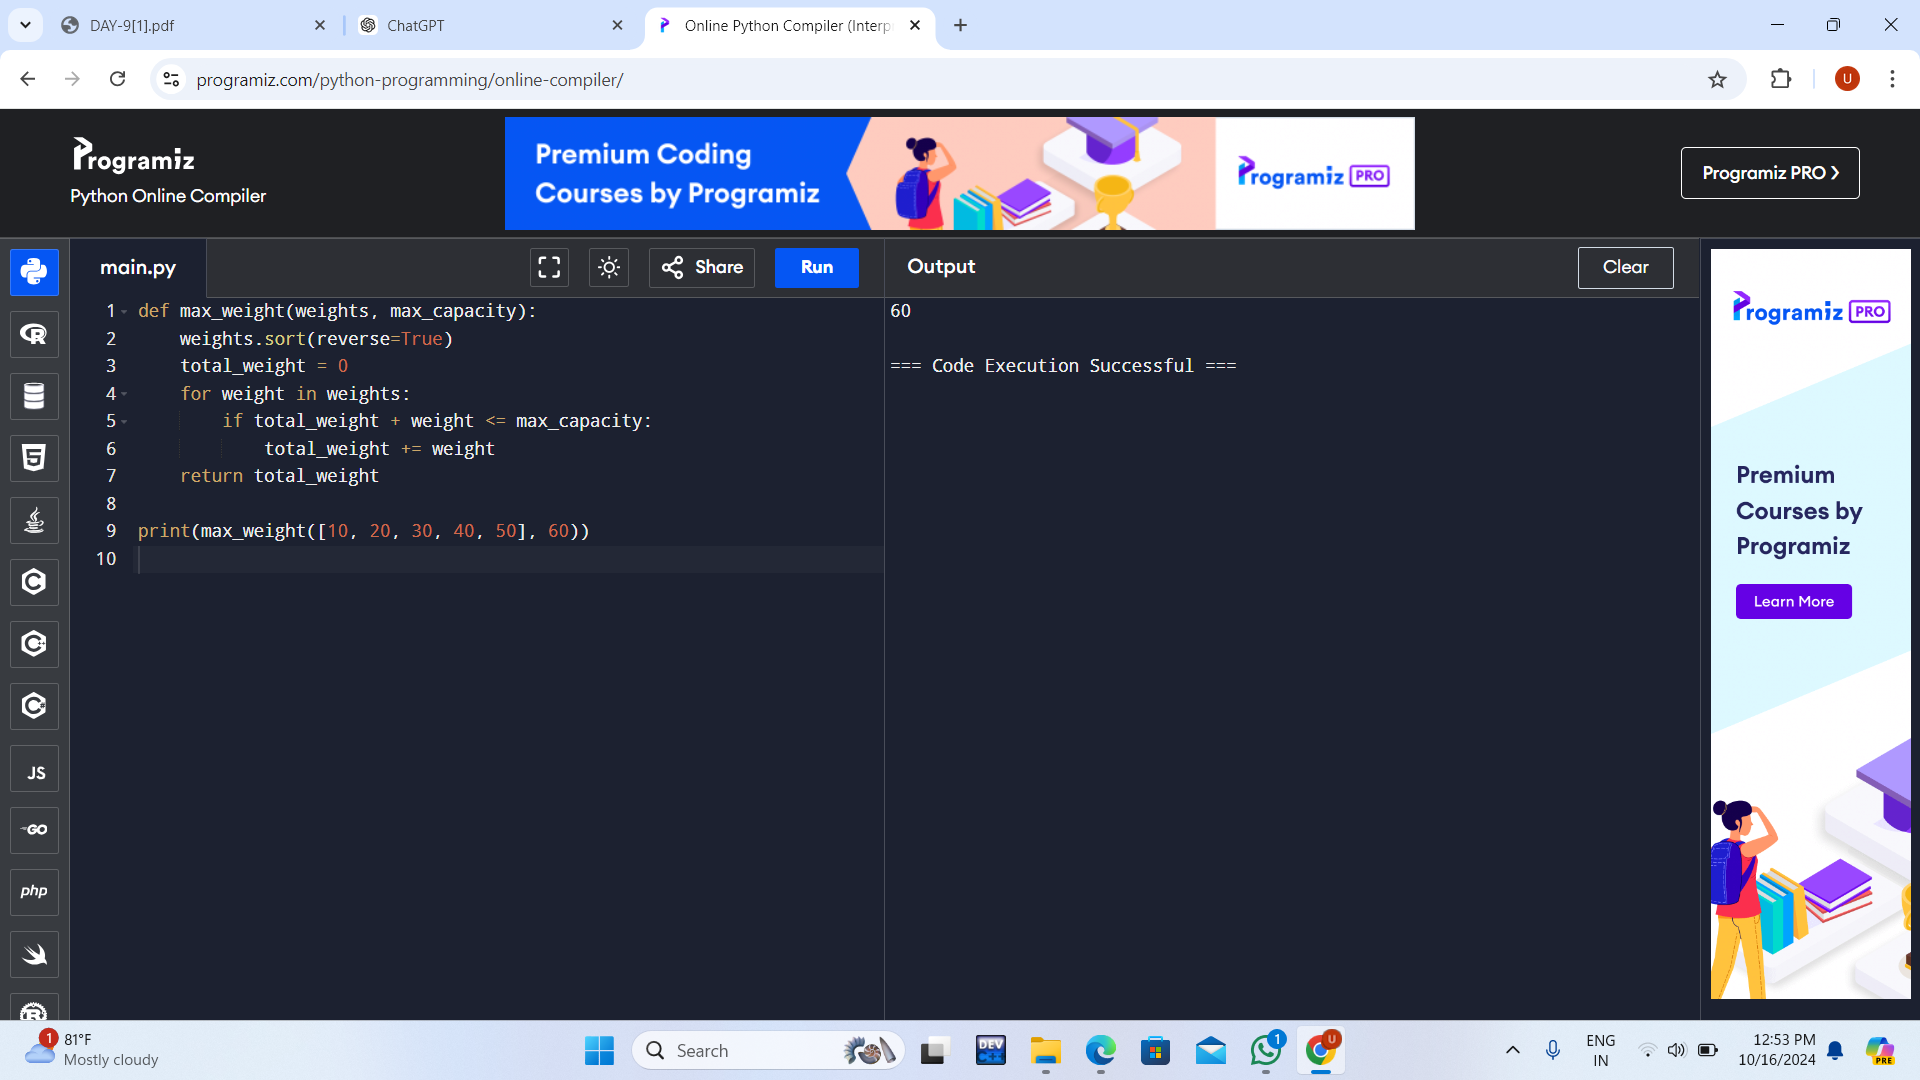 DAY-9[1].pdf
ChatGPT
Online Python Compiler (Interp
programiz.com/python-programming/online-compiler/
U
Programiz
Python Online Compiler
Premium Coding
Courses by Programiz
Programiz PRO
Programiz PRO ❯
main.py
Share
Run
Output
Clear
1 def max_weight(weights, max_capacity):
2 weights.sort(reverse=True)
3 total_weight = 0
4 for weight in weights:
5 if total_weight + weight <= max_capacity:
6 total_weight += weight
7 return total_weight
8
9 print(max_weight([10, 20, 30, 40, 50], 60))
10
60
=== Code Execution Successful ===
Programiz PRO
Premium
Courses by
Programiz
Learn More
R
5
C
C
C
JS
GO
php
R
1
81°F
Mostly cloudy
Search
DEV
C++
1
U
ENG
IN
12:53 PM
10/16/2024
PRE